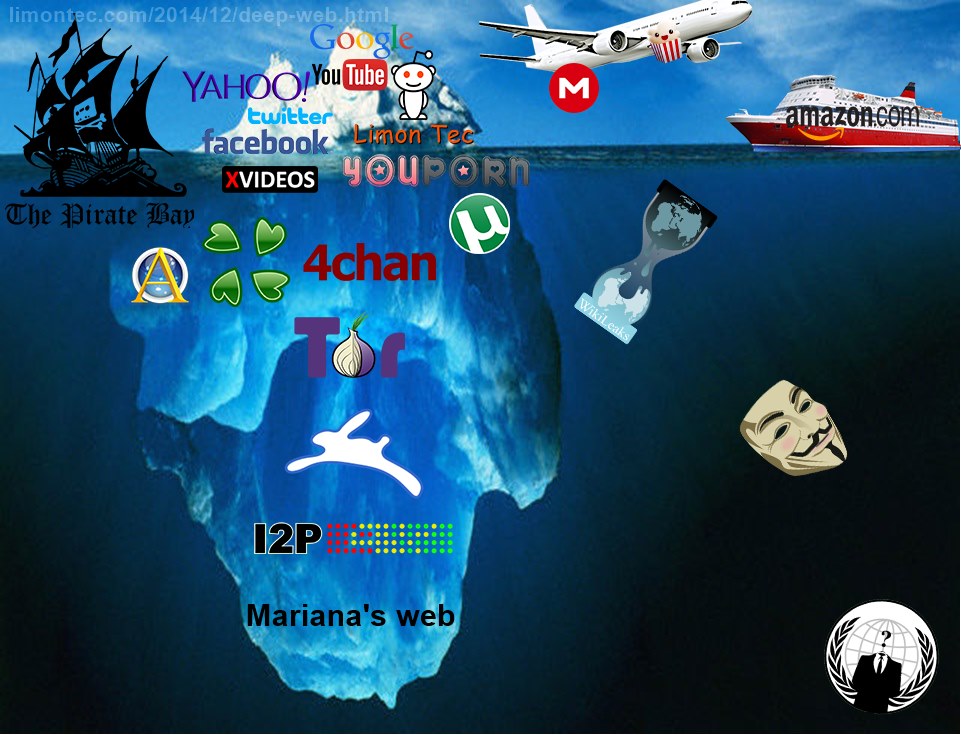 limontec.com/2014/12/deep-web.html
Google
YAHOO!
YouTube
twitter
facebook
Limon Tec
M
amazon.com
XVIDEOS
YOUPORN
The Pirate Bay
µ
A
4chan
WikiLeaks
Tor
I2P
Mariana's web
?